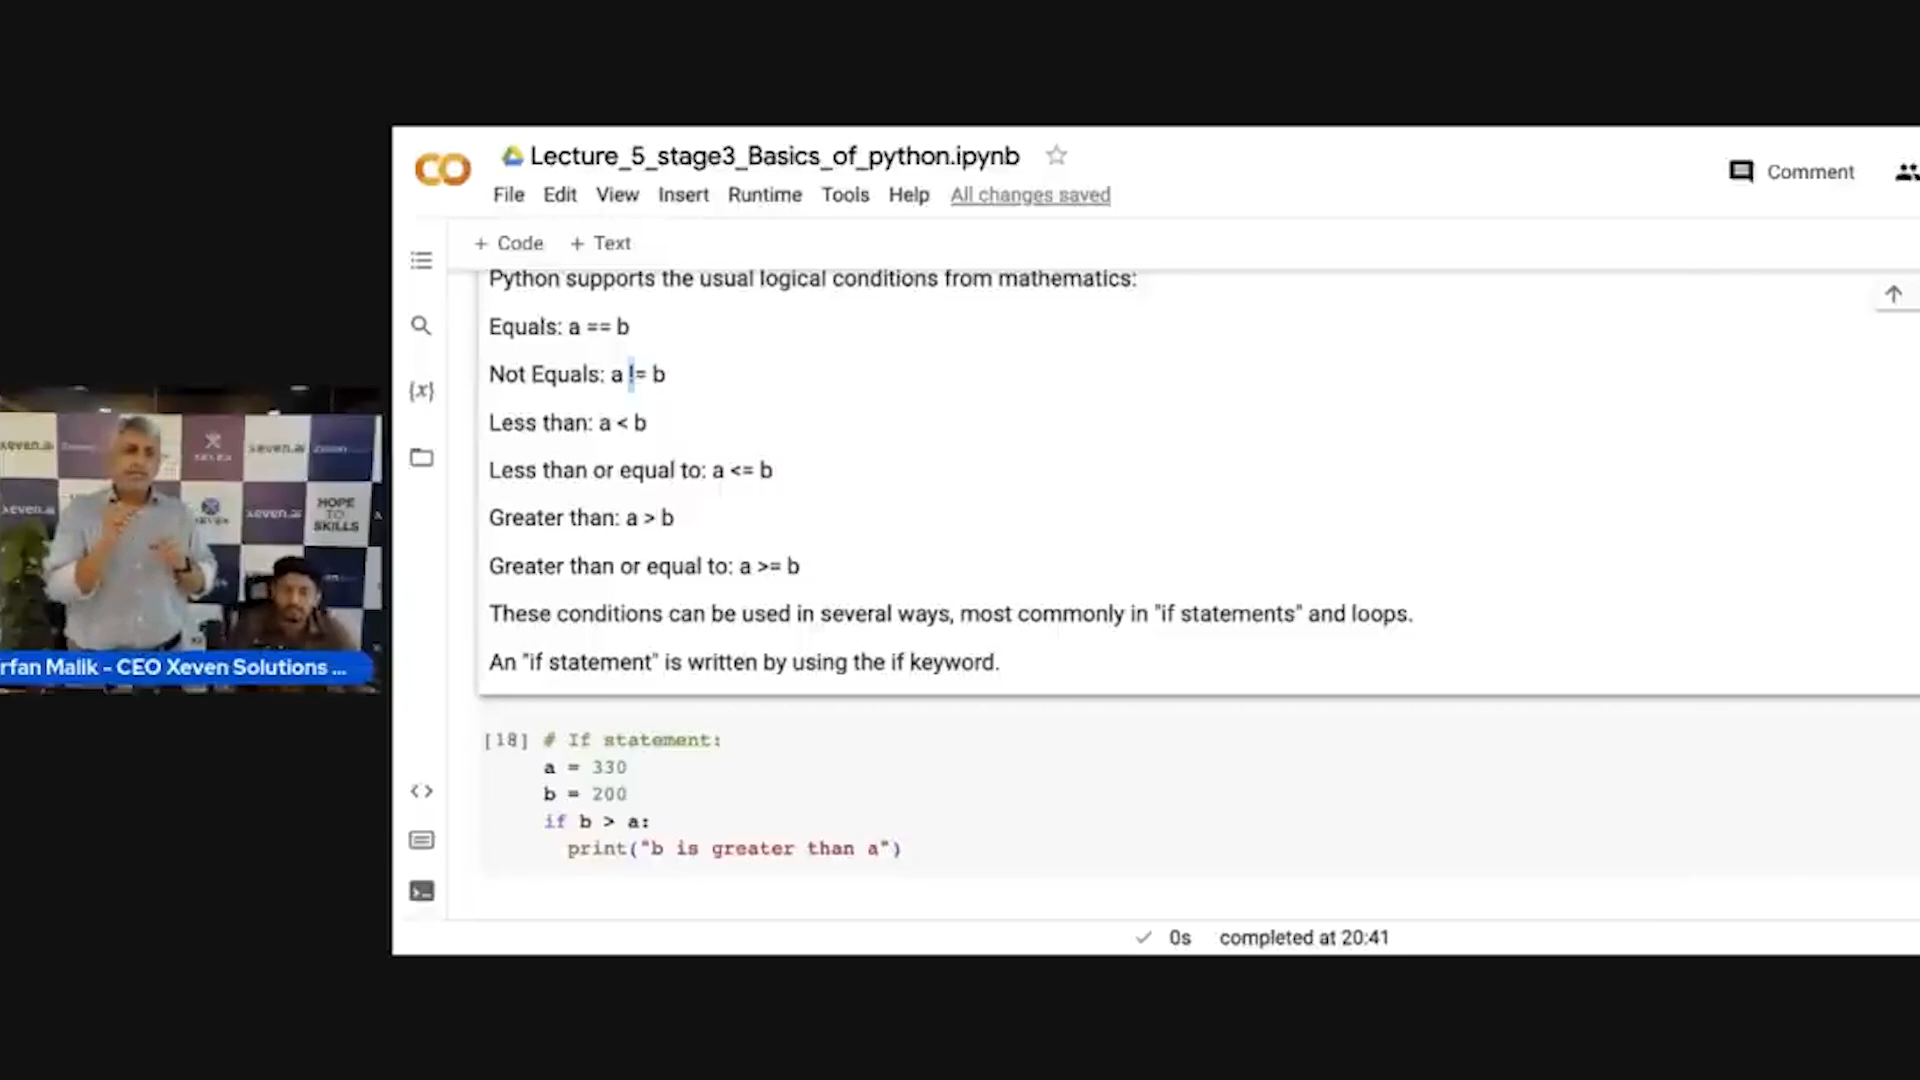 Lecture_5_stage3_Basics_of_python.ipynb
Comment
File Edit View Insert Runtime Tools Help All changes saved
+ Code + Text
Python supports the usual logical conditions from mathematics:
Equals: a == b
Not Equals: a != b
Less than: a < b
Less than or equal to: a <= b
Greater than: a > b
Greater than or equal to: a >= b
These conditions can be used in several ways, most commonly in "if statements" and loops.
An "if statement" is written by using the if keyword.
[18] # If statement:
a = 330
b = 200
if b > a:
print("b is greater than a")
0s completed at 20:41
xeven.ai
HOPE
TO
SKILLS
xeven.ai
rfan Malik - CEO Xeven Solutions ...